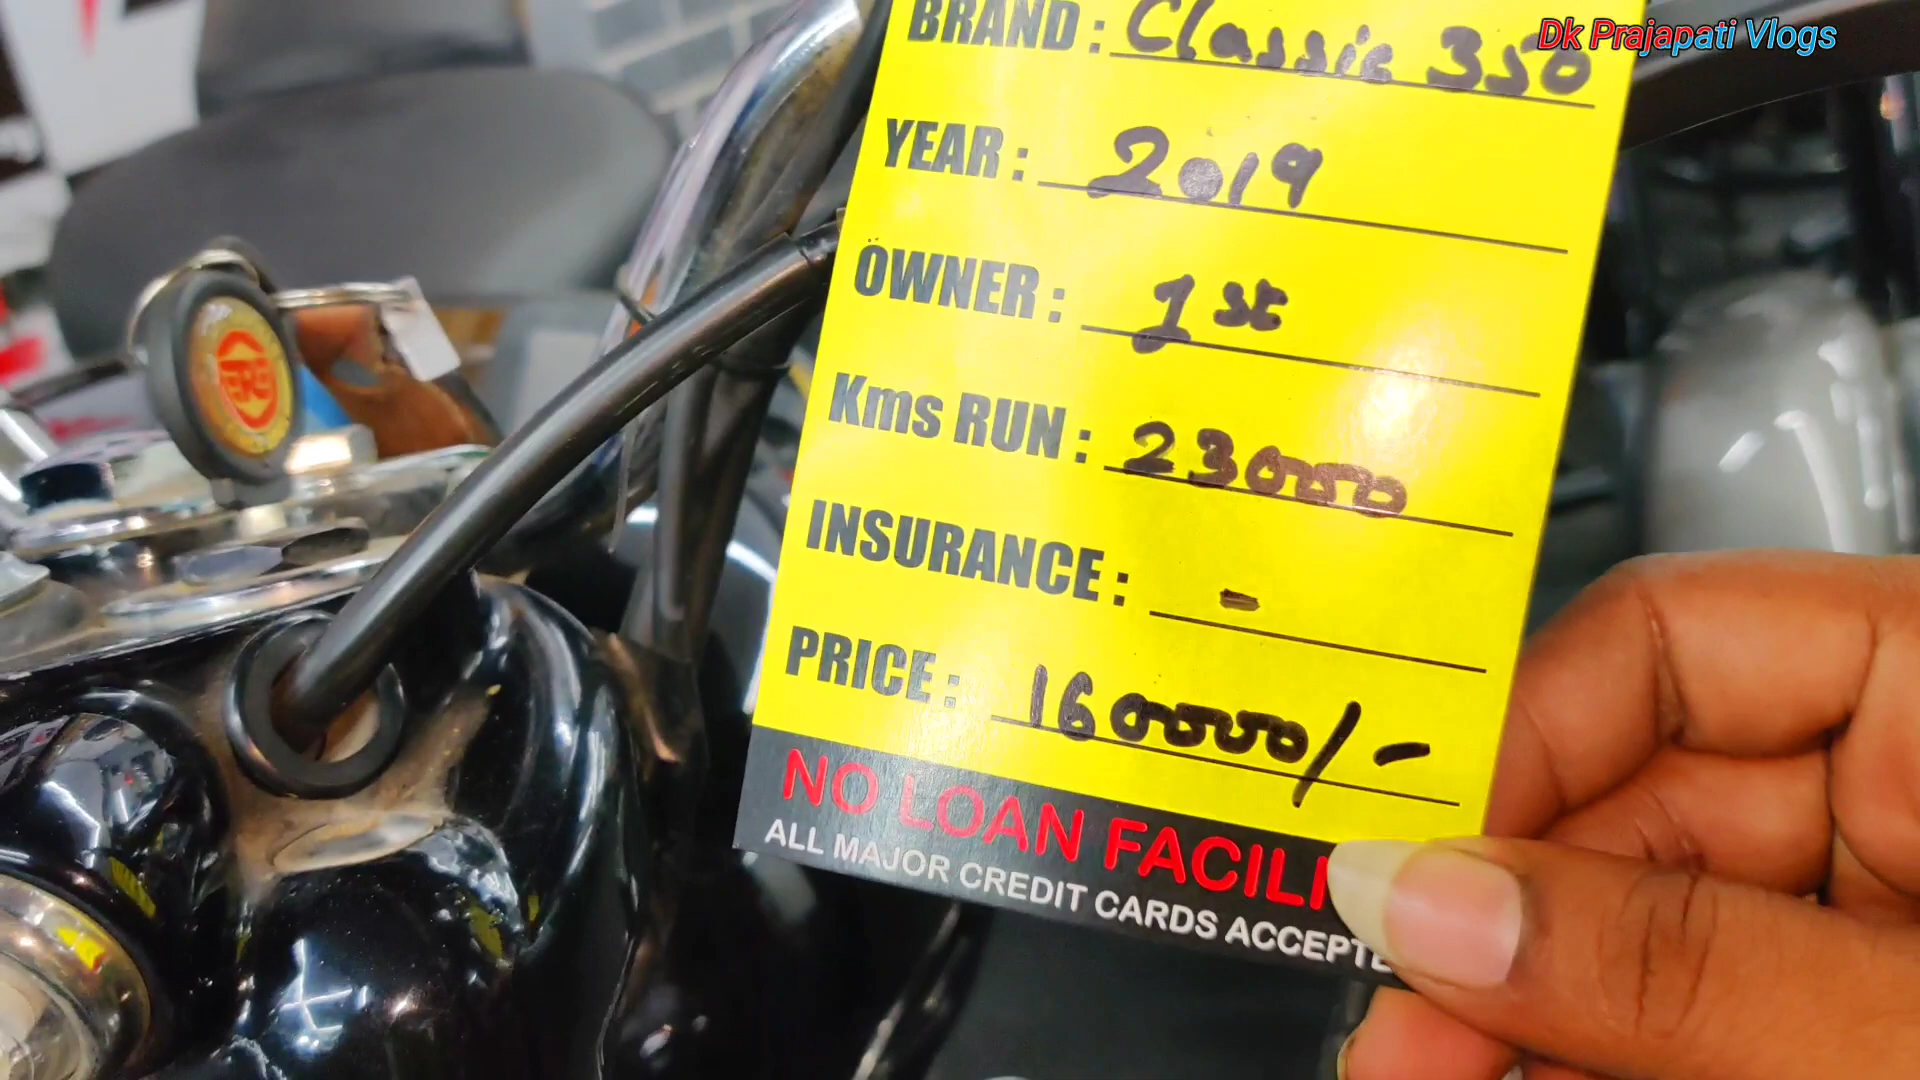 Dk Prajapati Vlogs
BRAND : Classic 350
YEAR : 2019
OWNER : 1st
Kms RUN : 23000
INSURANCE : -
PRICE : 160000/-
NO LOAN FACILI
ALL MAJOR CREDIT CARDS ACCEPTE